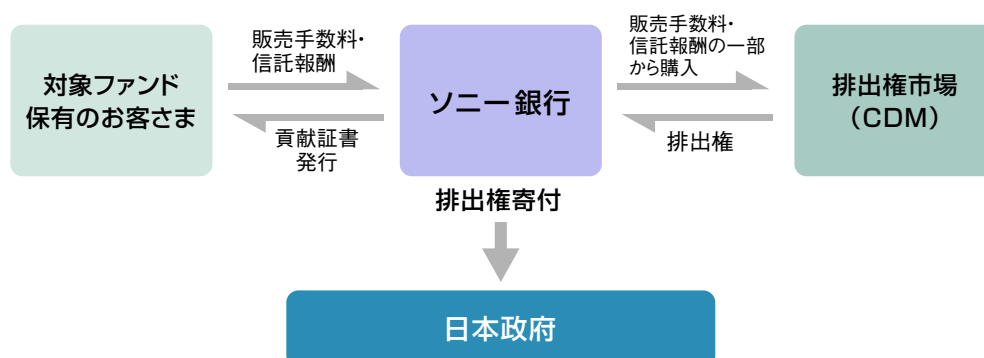 対象ファンド
保有のお客さま
販売手数料・
信託報酬
貢献証書
発行
ソニー銀行
販売手数料・
信託報酬の一部
から購入
排出権
排出権市場
（CDM）
排出権寄付
日本政府